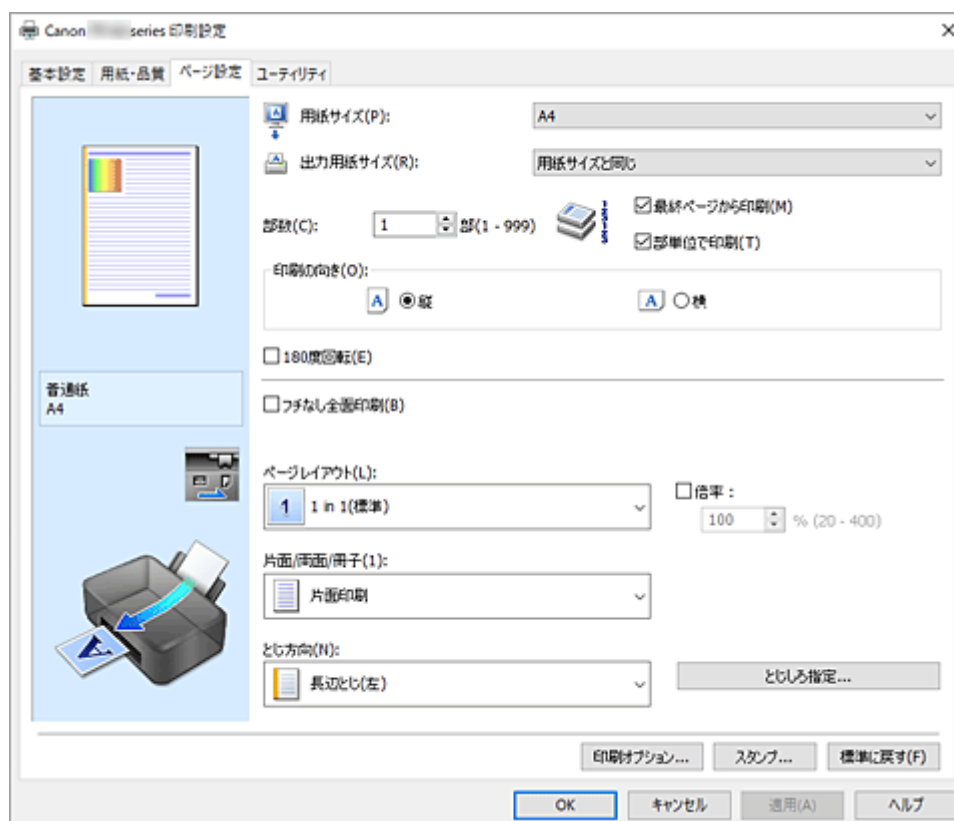 Canon series 印刷設定
基本設定 用紙・品質 ページ設定 ユーティリティ
用紙サイズ(P): A4
出力用紙サイズ(R): 用紙サイズと同じ
部数(C): 1 部(1 - 999)
最終ページから印刷(M)
部単位で印刷(T)
印刷の向き(O):
A 縦 A 横
180度回転(E)
普通紙
A4
フチなし全面印刷(B)
ページレイアウト(L):
1 1 in 1(標準)
倍率：
100 % (20 - 400)
片面/両面/冊子(1):
片面印刷
A
とじ方向(N):
長辺とじ(左)
とじしろ指定...
印刷オプション... スタンプ... 標準に戻す(F)
OK キャンセル 適用(A) ヘルプ